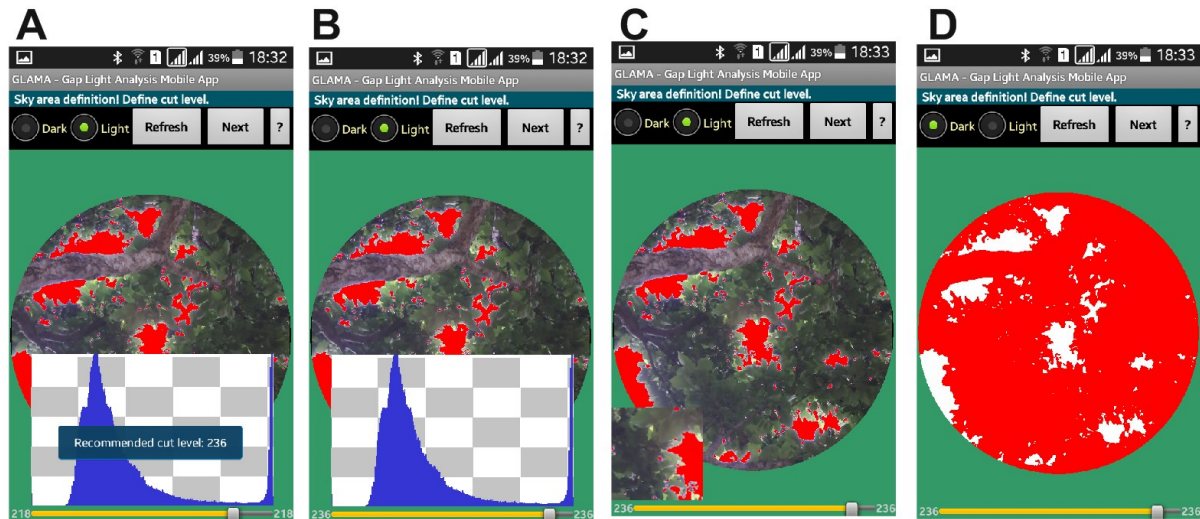 A
1 39% 18:32
GLAMA - Gap Light Analysis Mobile App
Sky area definition! Define cut level.
Dark Light Refresh Next ?
Recommended cut level: 236
218 218
B
1 39% 18:32
GLAMA - Gap Light Analysis Mobile App
Sky area definition! Define cut level.
Dark Light Refresh Next ?
236 236
C
1 39% 18:33
GLAMA - Gap Light Analysis Mobile App
Sky area definition! Define cut level.
Dark Light Refresh Next ?
236 236
D
1 39% 18:33
GLAMA - Gap Light Analysis Mobile App
Sky area definition! Define cut level.
Dark Light Refresh Next ?
236 236